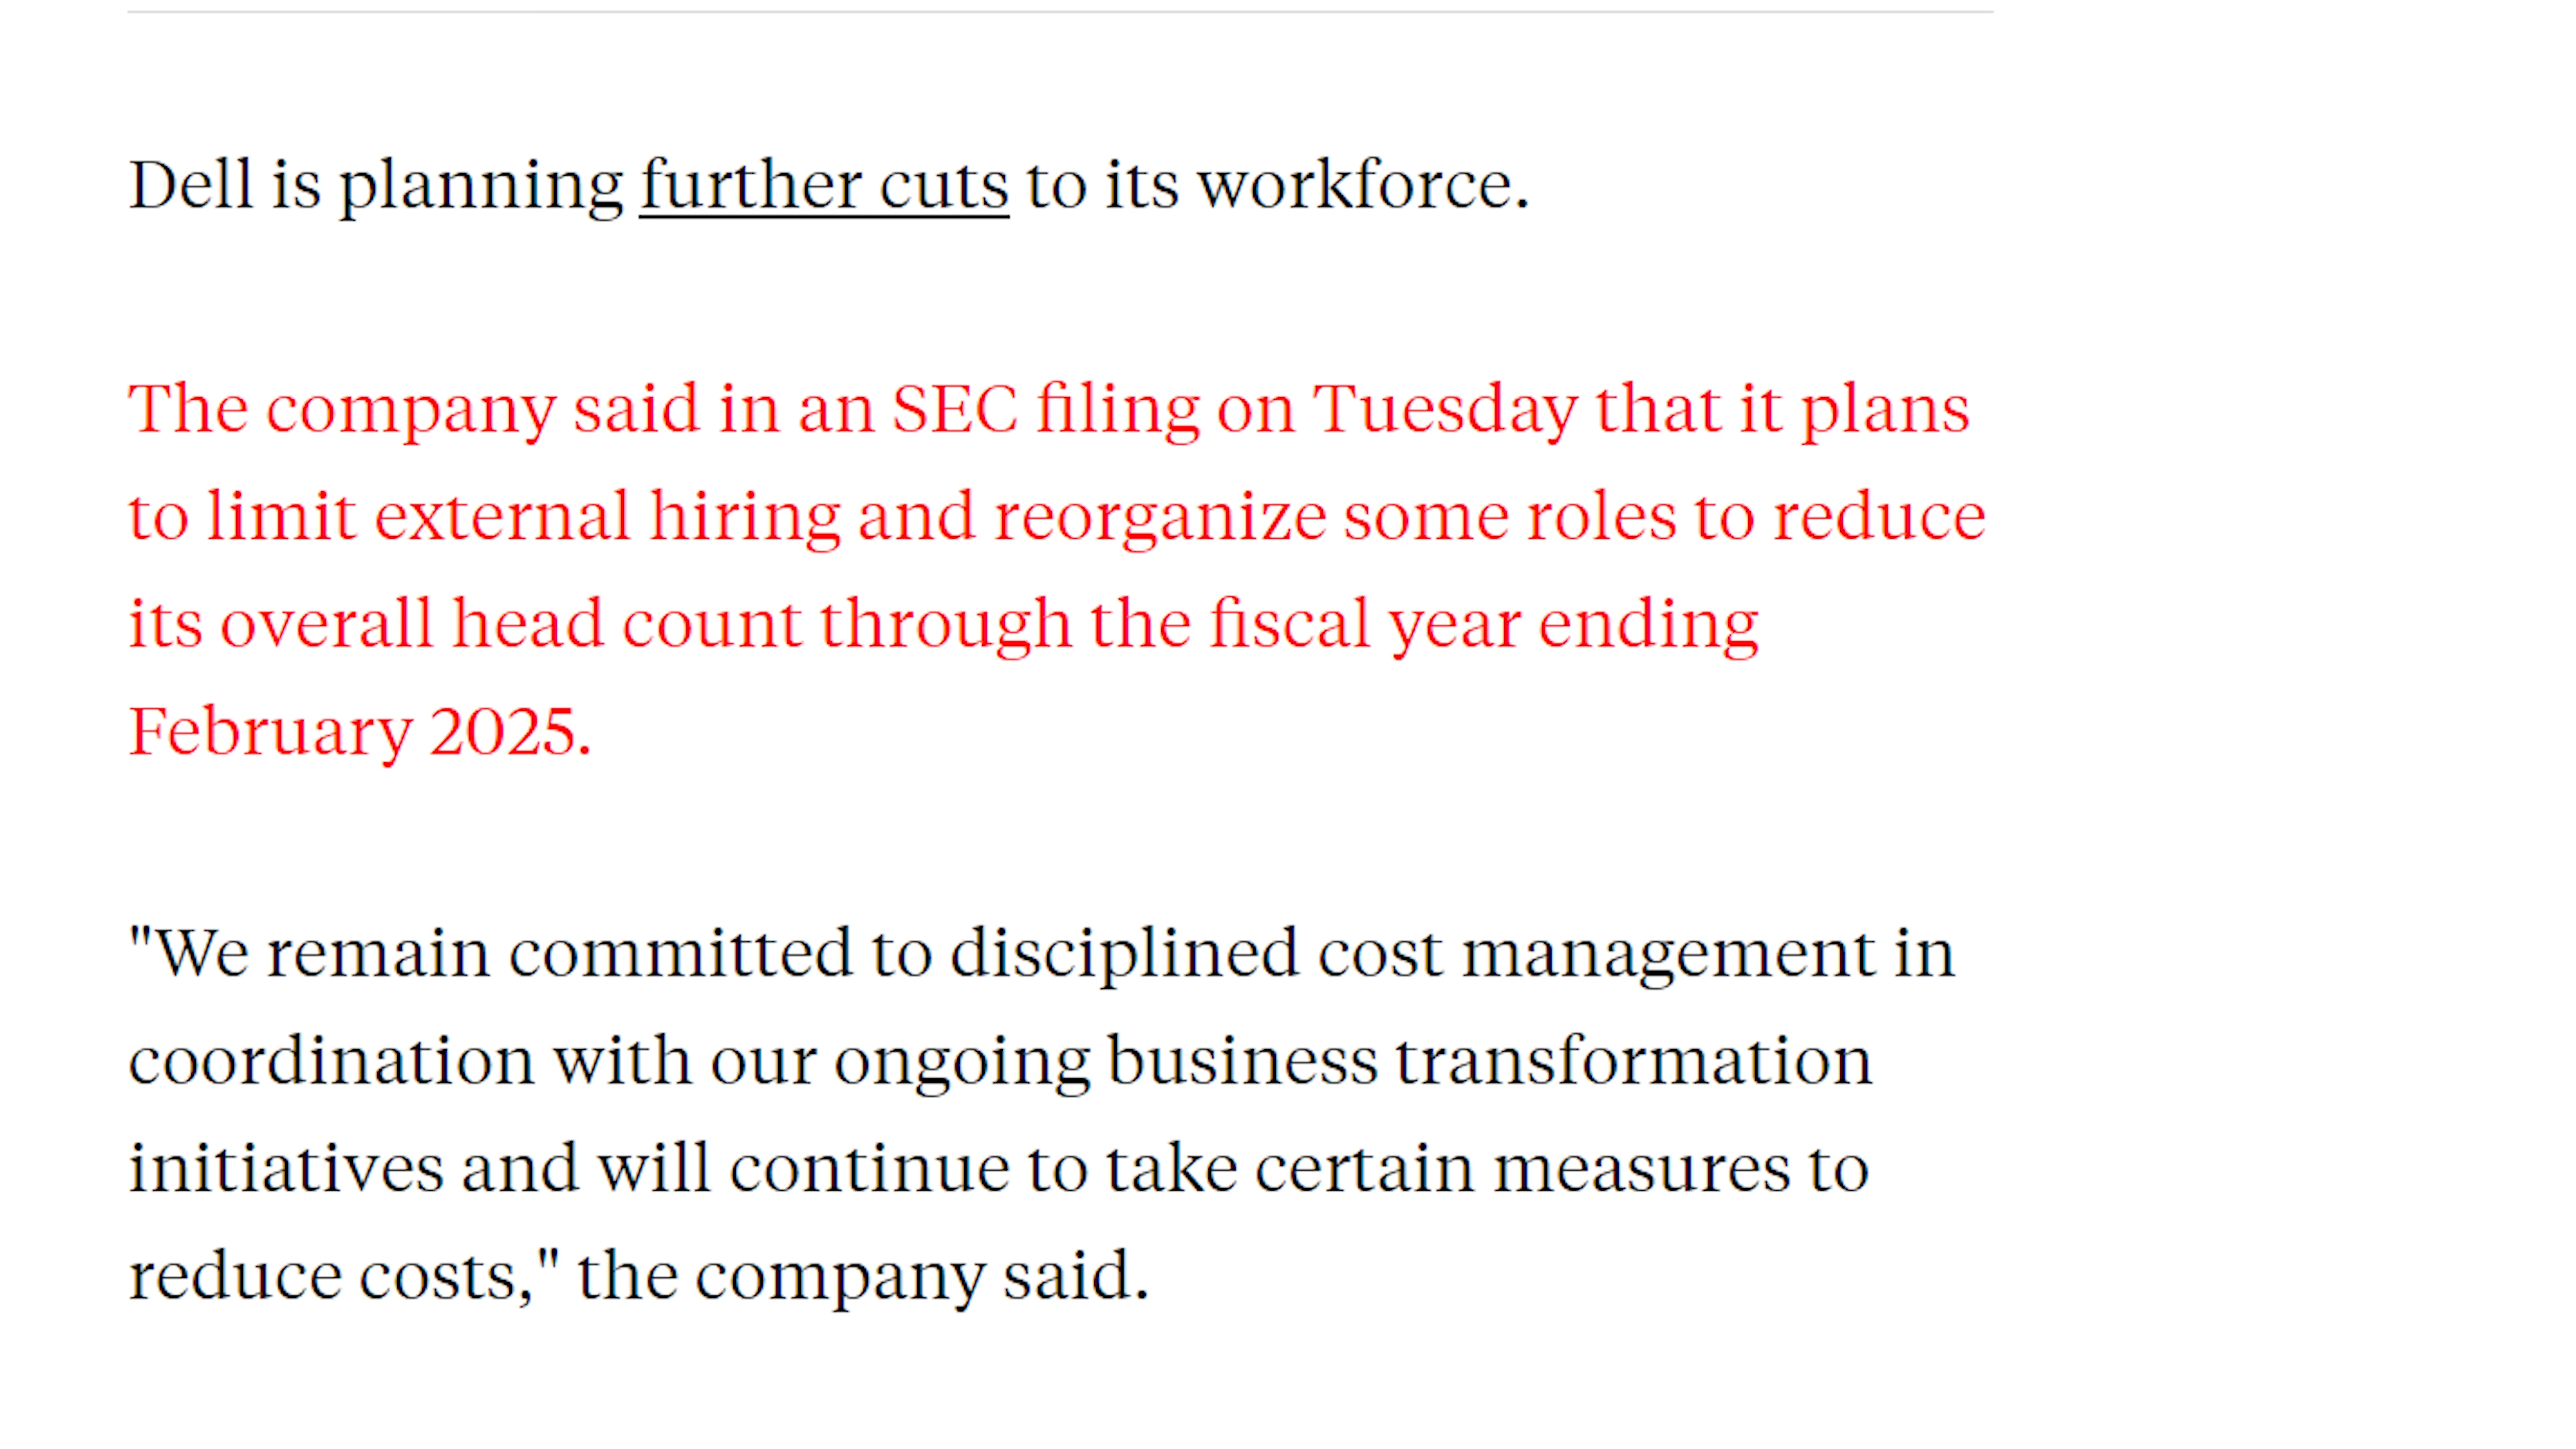 Dell is planning further cuts to its workforce.
The company said in an SEC filing on Tuesday that it plans
to limit external hiring and reorganize some roles to reduce
its overall head count through the fiscal year ending
February 2025.
"We remain committed to disciplined cost management in
coordination with our ongoing business transformation
initiatives and will continue to take certain measures to
reduce costs," the company said.